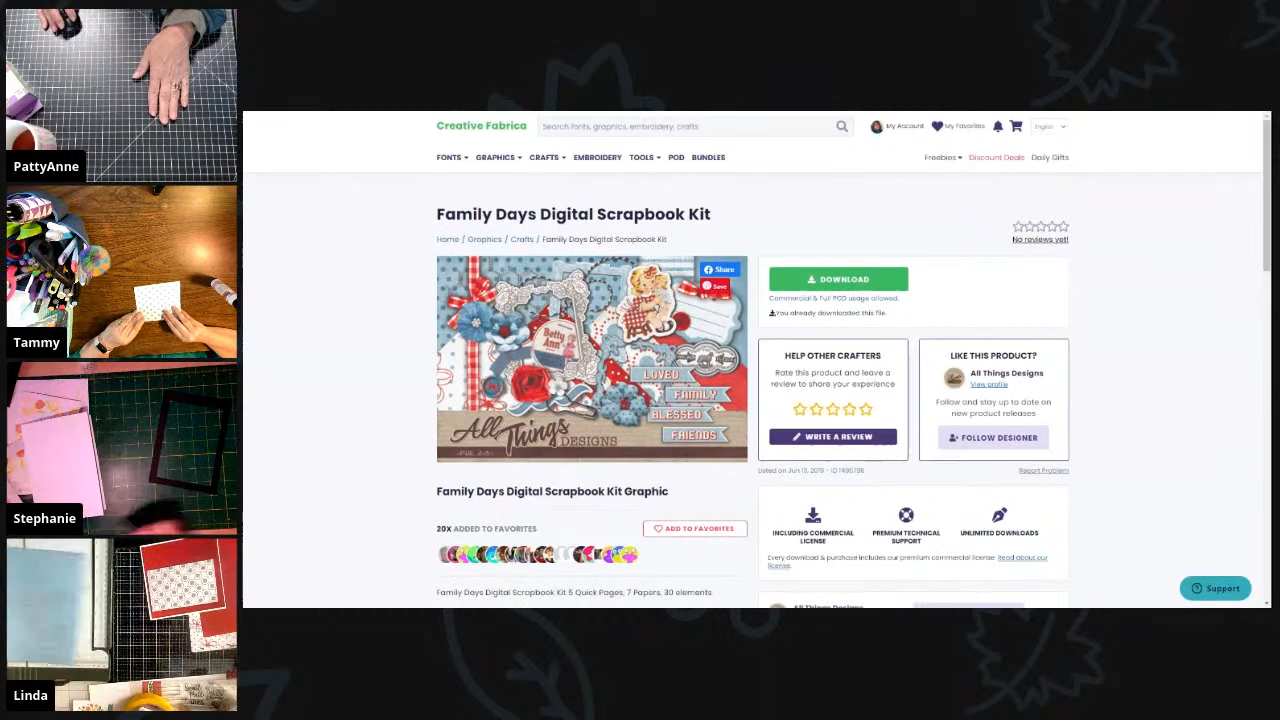 PattyAnne
Tammy
Stephanie
Linda
Creative Fabrica
Search fonts, graphics, embroidery, crafts
My Account
My Favorites
English
FONTS
GRAPHICS
CRAFTS
EMBROIDERY
TOOLS
POD
BUNDLES
Freebies
Discount Deals
Daily Gifts
Family Days Digital Scrapbook Kit
Home / Graphics / Crafts / Family Days Digital Scrapbook Kit
No reviews yet!
Share
Save
Betty Ann's
LOVED
FAMILY
BLESSED
FRIENDS
All Things
DESIGNS
DOWNLOAD
Commercial & Full POD usage allowed.
You already downloaded this file.
HELP OTHER CRAFTERS
Rate this product and leave a
review to share your experience
WRITE A REVIEW
LIKE THIS PRODUCT?
All Things Designs
View profile
Follow and stay up to date on
new product releases
FOLLOW DESIGNER
Report Problem
Family Days Digital Scrapbook Kit Graphic
20X ADDED TO FAVORITES
ADD TO FAVORITES
INCLUDING COMMERCIAL
LICENSE
PREMIUM TECHNICAL
SUPPORT
UNLIMITED DOWNLOADS
Every download & purchase includes our premium commercial license. Read about our
license.
Family Days Digital Scrapbook Kit 5 Quick Pages, 7 Papers, 30 elements
All Things Designs
Support